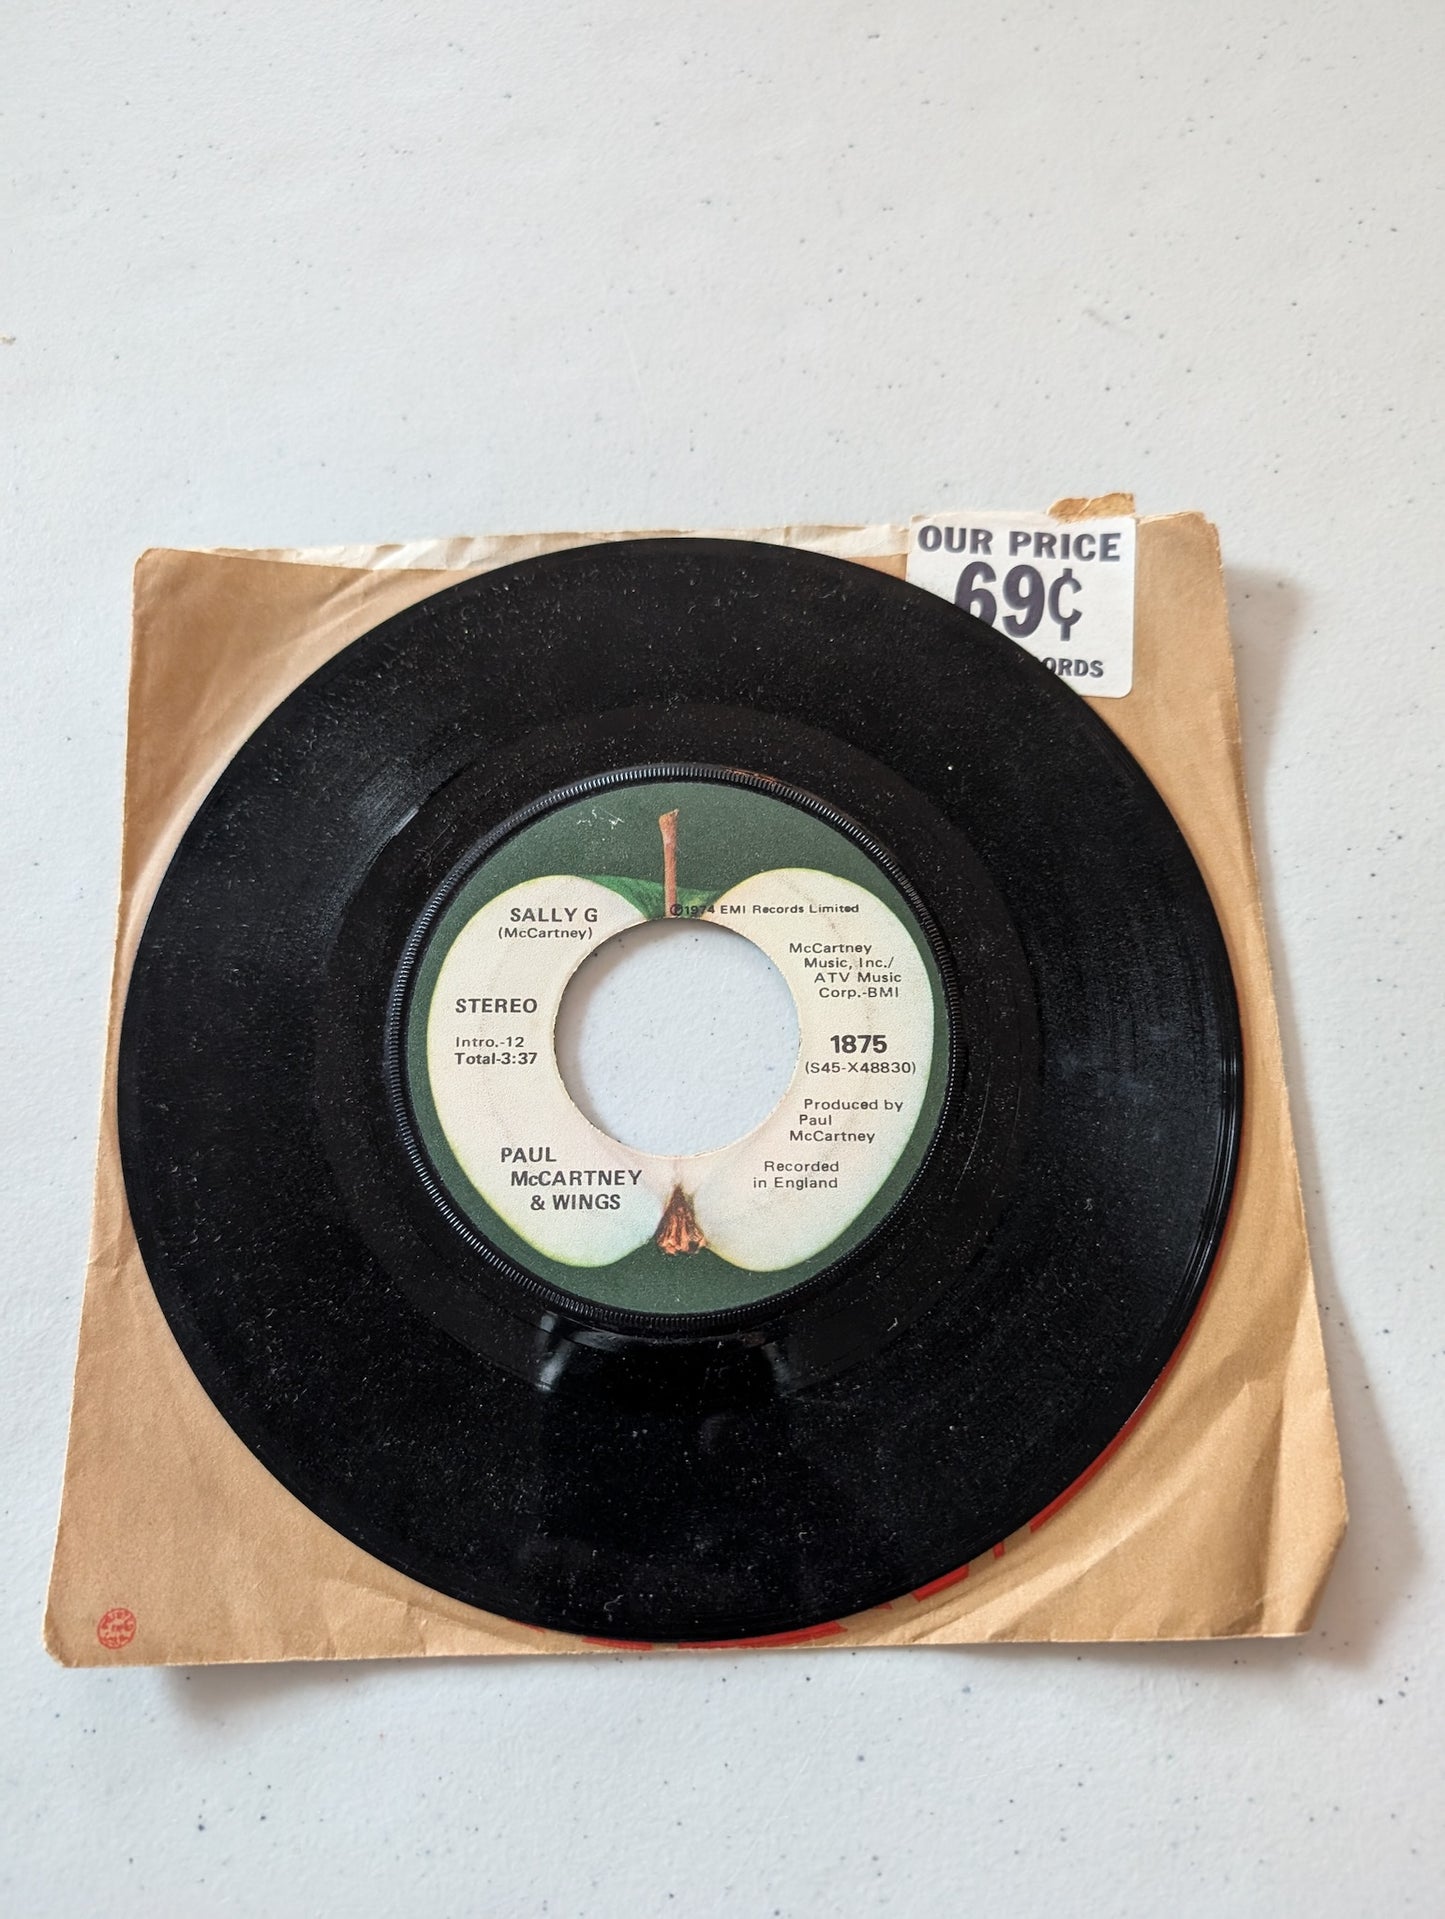 OUR PRICE
69¢
ORDS
SALLY G
(McCartney)
STEREO
Intro.-12
Total-3:37
PAUL
McCARTNEY
& WINGS
℗1974 EMI Records Limited
McCartney
Music, Inc./
ATV Music
Corp.-BMI
1875
(S45-X48830)
Produced by
Paul
McCartney
Recorded
in England